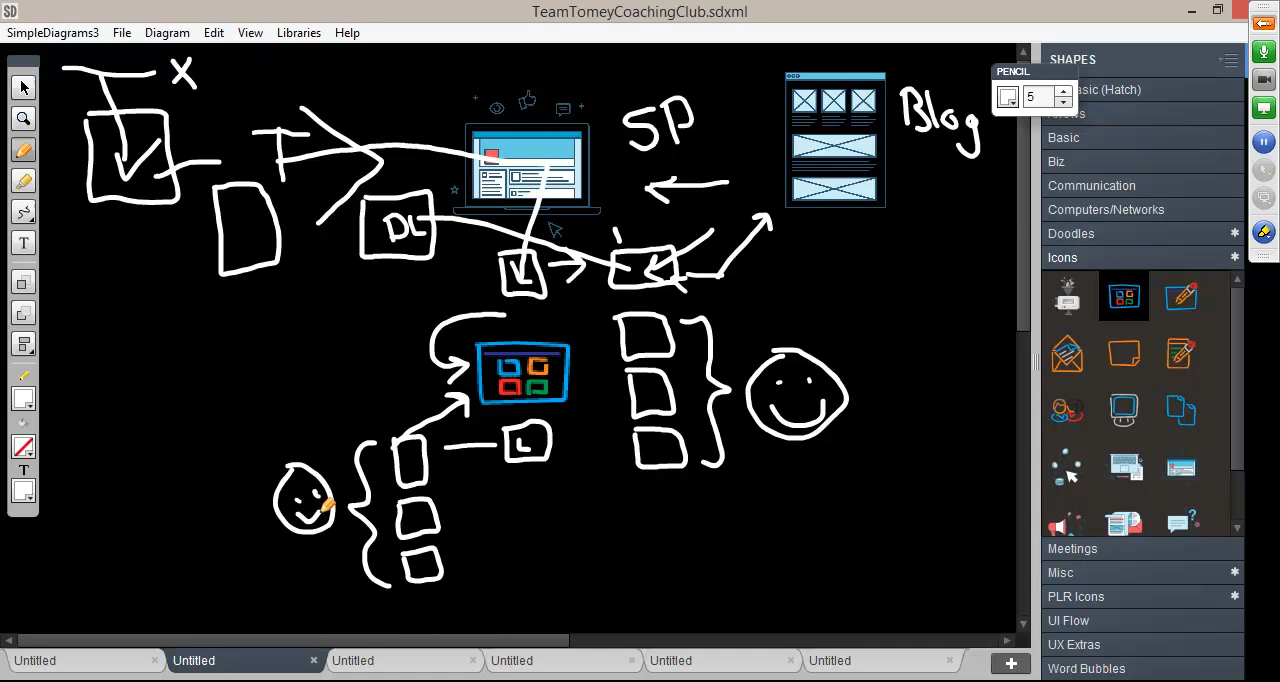 SD
TeamTomeyCoachingClub.sdxml
SimpleDiagrams3 File Diagram Edit View Libraries Help
SHAPES
PENCIL
5
Basic (Hatch)
Basic
Biz
Communication
Computers/Networks
Doodles
Icons
Meetings
Misc
PLR Icons
UI Flow
UX Extras
Word Bubbles
X
SP
Blog
DL
L
T
T
Untitled Untitled Untitled Untitled Untitled Untitled